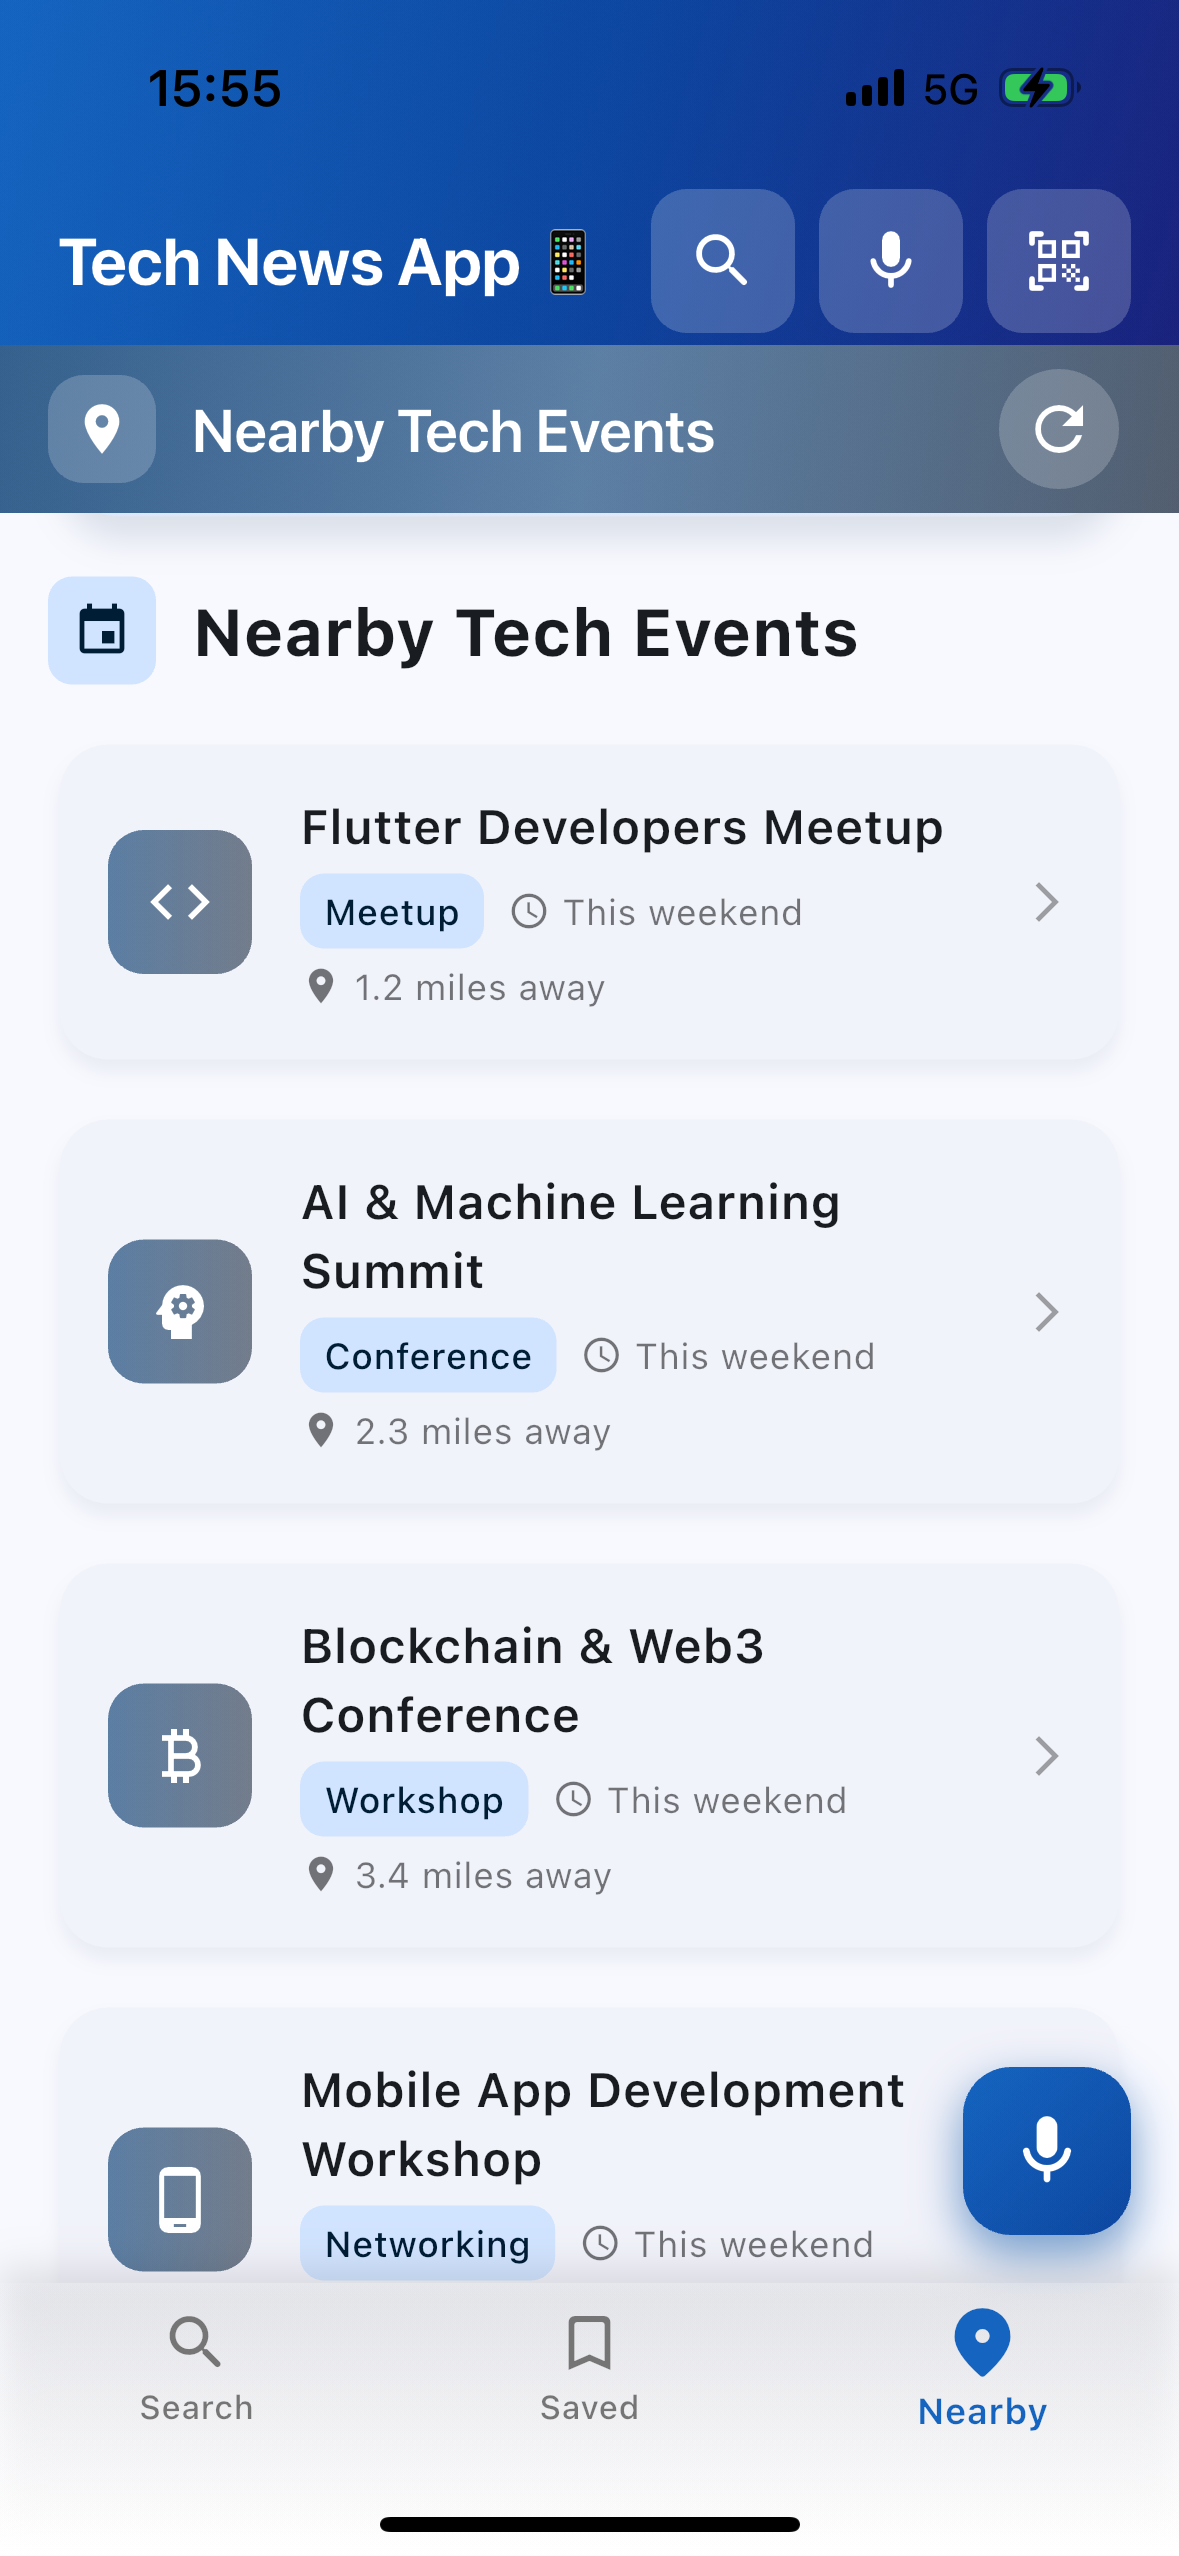 15:55
5G
Tech News App 📱
Nearby Tech Events
Nearby Tech Events
Flutter Developers Meetup
Meetup This weekend
1.2 miles away
AI & Machine Learning
Summit
Conference This weekend
2.3 miles away
Blockchain & Web3
Conference
Workshop This weekend
3.4 miles away
Mobile App Development
Workshop
Networking This weekend
Search Saved Nearby